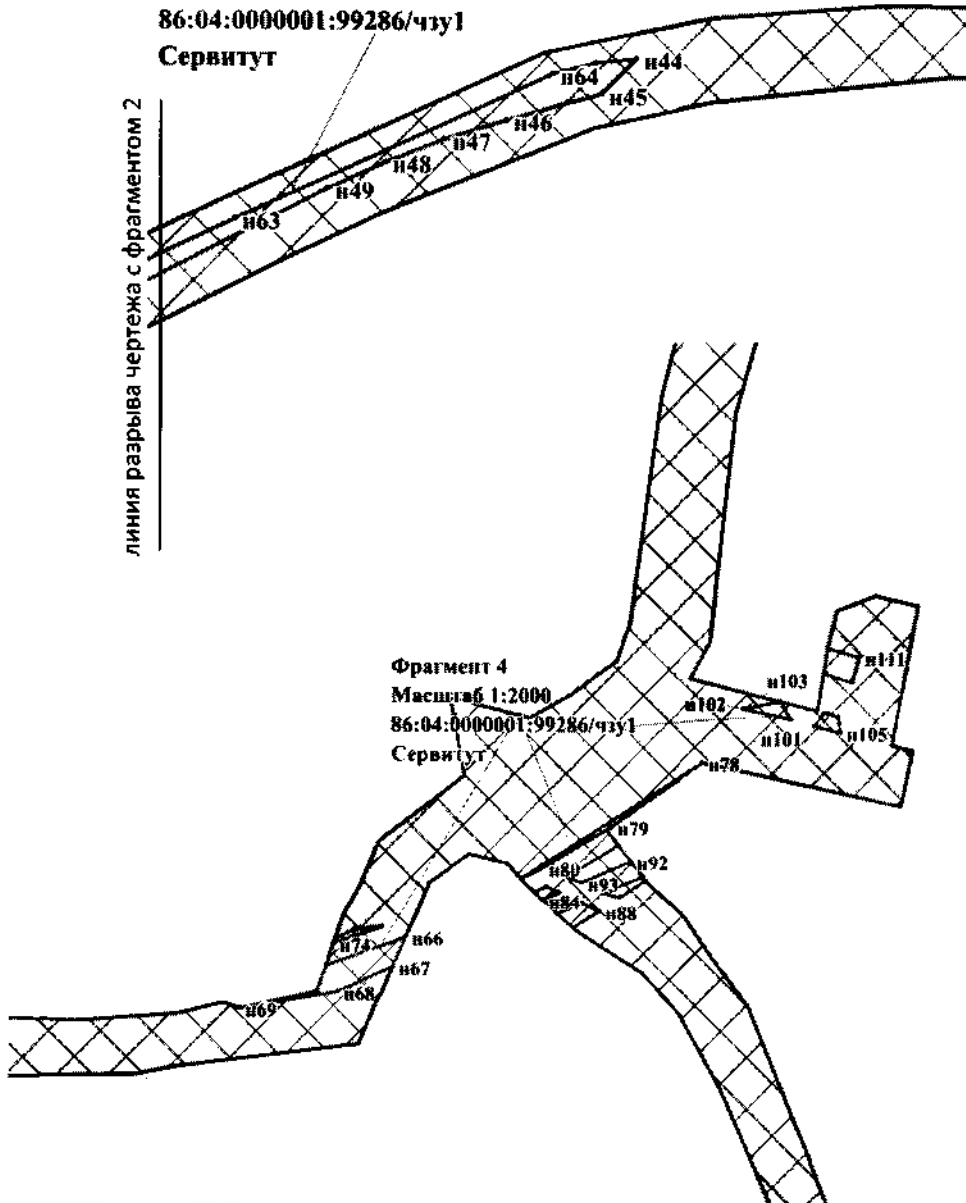 86:04:0000001:99286/чзу1
Сервитут
н44
н64
н45
н46
н47
н48
н49
н63
линия разрыва чертежа с фрагментом 2
Фрагмент 4
Масштаб 1:2000
86:04:0000001:99286/чзу1
Сервитут
н111
н103
н102
н101
н105
н78
н79
н92
н80
н93
н84
н88
н74
н66
н67
н68
н69